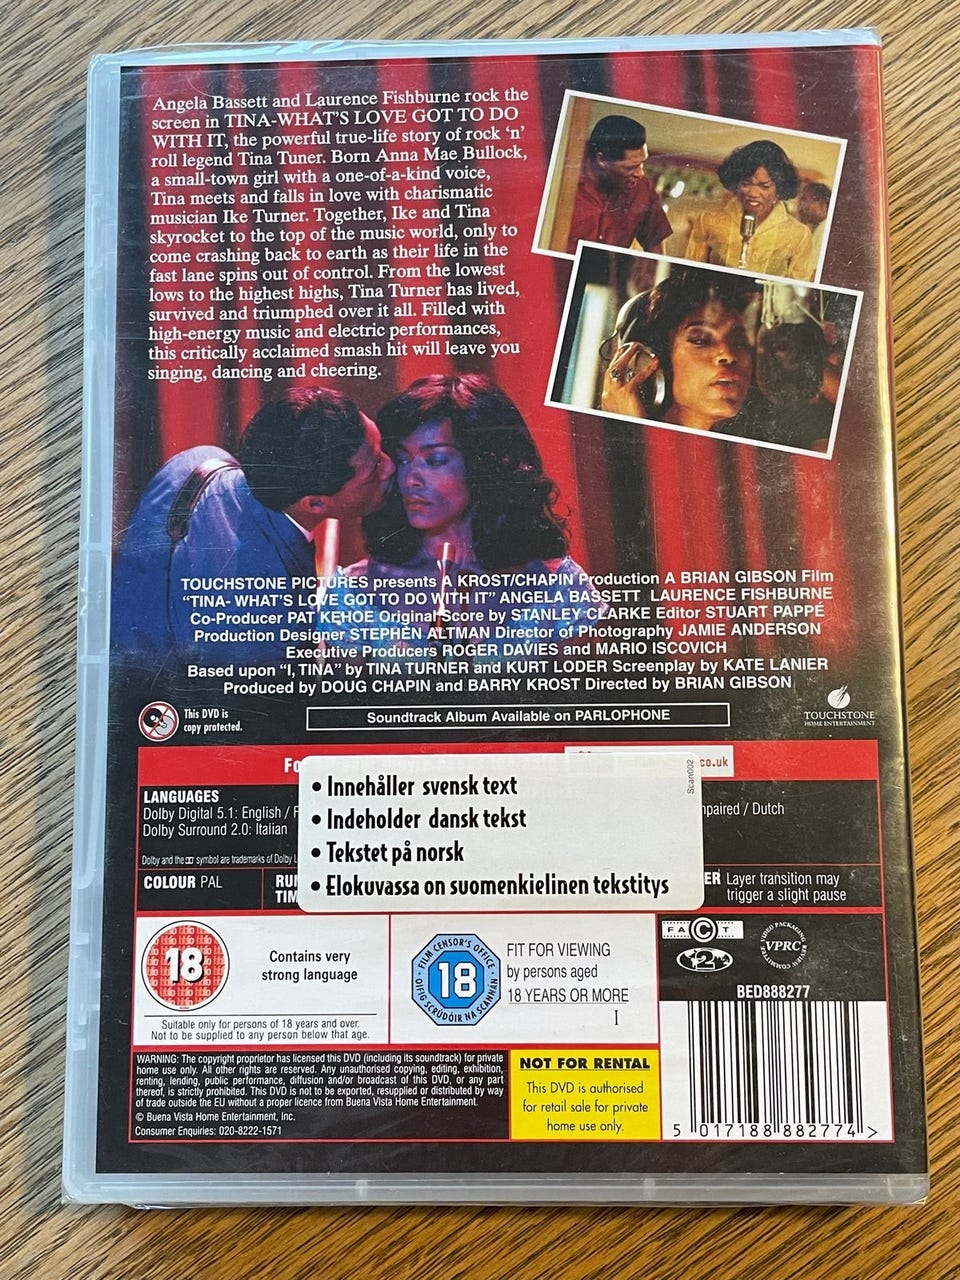 Angela Bassett and Laurence Fishburne rock the
screen in TINA-WHAT'S LOVE GOT TO DO
WITH IT, the powerful true-life story of rock 'n'
roll legend Tina Tuner. Born Anna Mae Bullock,
a small-town girl with a one-of-a-kind voice,
Tina meets and falls in love with charismatic
musician Ike Turner. Together, Ike and Tina
skyrocket to the top of the music world, only to
come crashing back to earth as their life in the
fast lane spins out of control. From the lowest
lows to the highest highs, Tina Turner has lived,
survived and triumphed over it all. Filled with
high-energy music and electric performances,
this critically acclaimed smash hit will leave you
singing, dancing and cheering.
TOUCHSTONE PICTURES presents A KROST/CHAPIN Production A BRIAN GIBSON Film
"TINA- WHAT'S LOVE GOT TO DO WITH IT" ANGELA BASSETT LAURENCE FISHBURNE
Co-Producer PAT KEHOE Original Score by STANLEY CLARKE Editor STUART PAPPÉ
Production Designer STEPHEN ALTMAN Director of Photography JAMIE ANDERSON
Executive Producers ROGER DAVIES and MARIO ISCOVICH
Based upon "I, TINA" by TINA TURNER and KURT LODER Screenplay by KATE LANIER
Produced by DOUG CHAPIN and BARRY KROST Directed by BRIAN GIBSON
This DVD is
copy protected.
Soundtrack Album Available on PARLOPHONE
TOUCHSTONE
HOME ENTERTAINMENT
Fo
co.uk
• Innehåller svensk text
• Indeholder dansk tekst
• Tekstet på norsk
• Elokuvassa on suomenkielinen tekstitys
Scan002
LANGUAGES
Dolby Digital 5.1: English / F
Dolby Surround 2.0: Italian
mpaired / Dutch
Dolby and the symbol are trademarks of Dolby L
COLOUR PAL
RU
TIM
ER Layer transition may
trigger a slight pause
18
Contains very
strong language
Suitable only for persons of 18 years and over.
Not to be supplied to any person below that age.
FILM CENSOR'S OFFICE
18
OIFIG SCRÚDÓIR NA SCANNÁN
FIT FOR VIEWING
by persons aged
18 YEARS OR MORE
I
FACT
2
VIDEO PACKAGING
VPRC
REVIEW COMMITTEE
BED888277
WARNING: The copyright proprietor has licensed this DVD (including its soundtrack) for private
home use only. All other rights are reserved. Any unauthorised copying, editing, exhibition,
renting, lending, public performance, diffusion and/or broadcast of this DVD, or any part
thereof, is strictly prohibited. This DVD is not to be exported, resupplied or distributed by way
of trade outside the EU without a proper licence from Buena Vista Home Entertainment.
© Buena Vista Home Entertainment, Inc.
Consumer Enquiries: 020-8222-1571
NOT FOR RENTAL
This DVD is authorised
for retail sale for private
home use only.
5 017188 882774 >